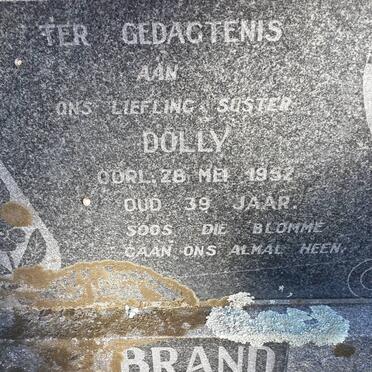 TER GEDAGTENIS
AAN
ONS LIEFLING SUSTER
DOLLY
OORL. 28 MEI 1992
OUD 39 JAAR.
SOOS DIE BLOMME
GAAN ONS ALMAL HEEN.
BRAND